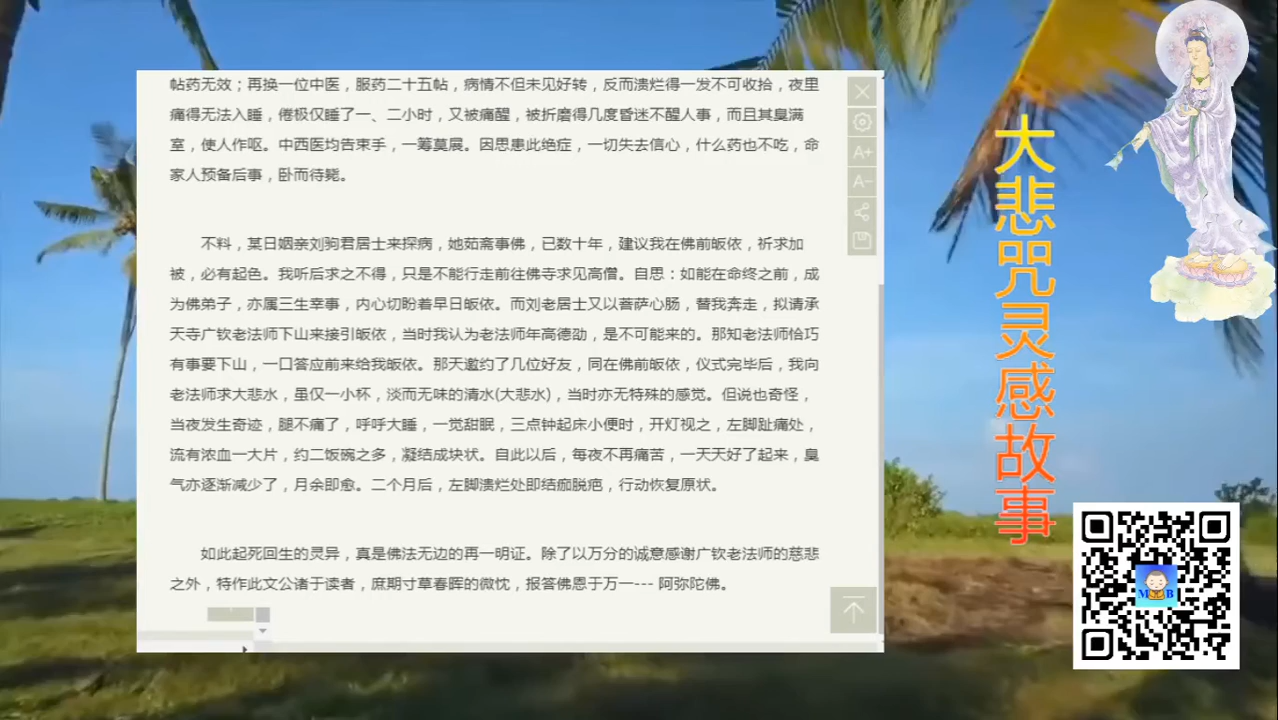 帖药无效；再换一位中医，服药二十五帖，病情不但未见好转，反而溃烂得一发不可收拾，夜里
痛得无法入睡，倦极仅睡了一、二小时，又被痛醒，被折磨得几度昏迷不醒人事，而且其臭满
室，使人作呕。中西医均告束手，一筹莫展。因思患此绝症，一切失去信心，什么药也不吃，命
家人预备后事，卧而待毙。
不料，某日姻亲刘驹君居士来探病，她茹斋事佛，已数十年，建议我在佛前皈依，祈求加
被，必有起色。我听后求之不得，只是不能行走前往佛寺求见高僧。自思：如能在命终之前，成
为佛弟子，亦属三生幸事，内心切盼着早日皈依。而刘老居士又以菩萨心肠，替我奔走，拟请承
天寺广钦老法师下山来接引皈依，当时我认为老法师年高德劭，是不可能来的。那知老法师恰巧
有事要下山，一口答应前来给我皈依。那天邀约了几位好友，同在佛前皈依，仪式完毕后，我向
老法师求大悲水，虽仅一小杯，淡而无味的清水(大悲水)，当时亦无特殊的感觉。但说也奇怪，
当夜发生奇迹，腿不痛了，呼呼大睡，一觉甜眠，三点钟起床小便时，开灯视之，左脚趾痛处，
流有浓血一大片，约二饭碗之多，凝结成块状。自此以后，每夜不再痛苦，一天天好了起来，臭
气亦逐渐减少了，月余即愈。二个月后，左脚溃烂处即结痂脱疤，行动恢复原状。
如此起死回生的灵异，真是佛法无边的再一明证。除了以万分的诚意感谢广钦老法师的慈悲
之外，特作此文公诸于读者，庶期寸草春晖的微忱，报答佛恩于万一--- 阿弥陀佛。
A+
A-
大悲咒灵感故事
M B